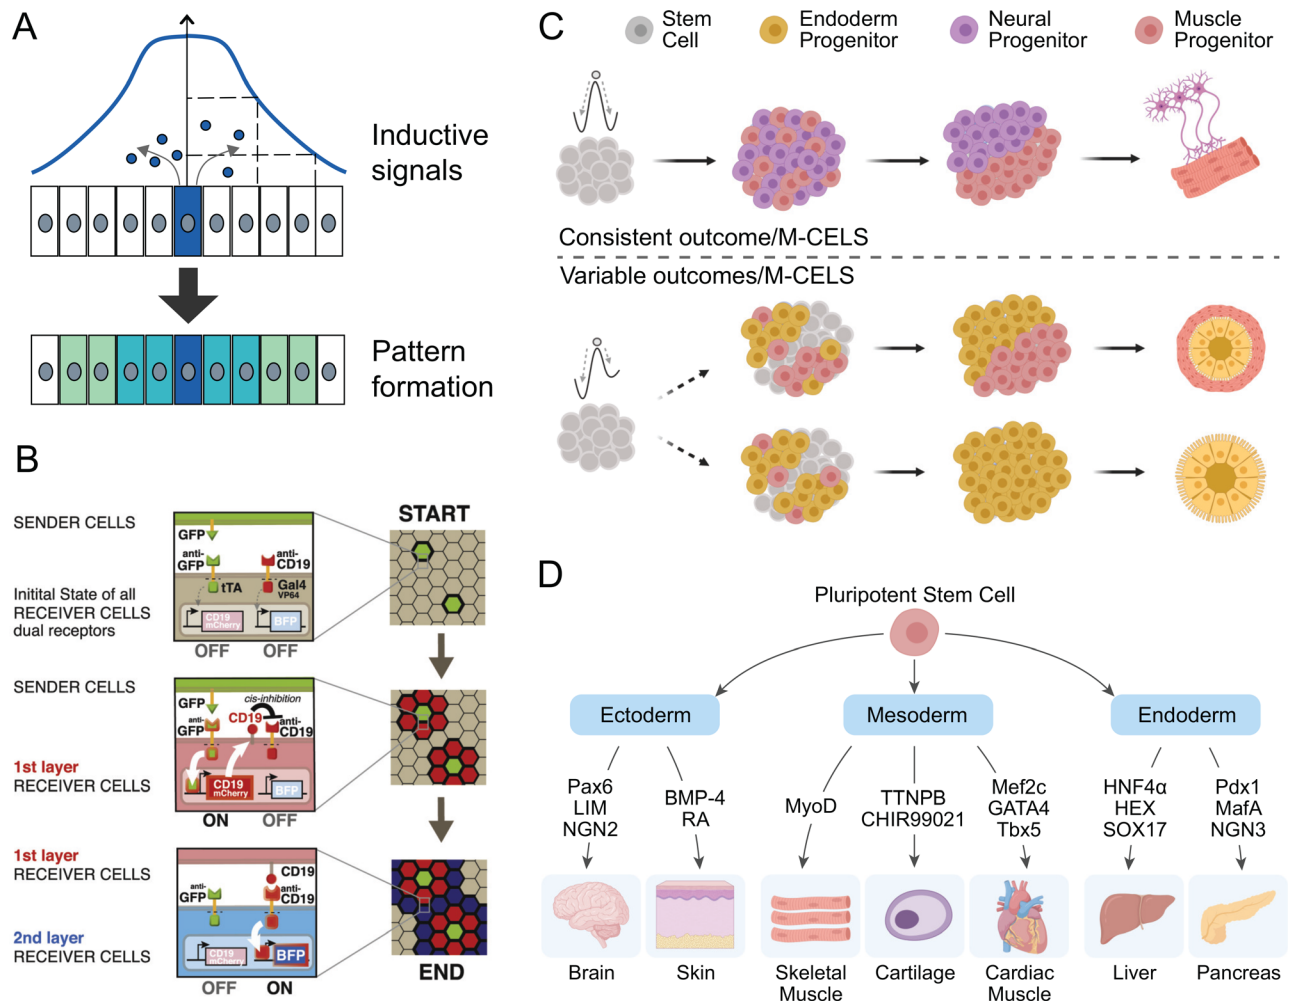 A
Inductive
signals
Pattern
formation
B
SENDER CELLS
Initital State of all
RECEIVER CELLS
dual receptors
GFP
anti-
GFP
anti-
CD19
tTA
Gal4
VP64
CD19
mCherry
BFP
OFF
OFF
START
SENDER CELLS
1st layer
RECEIVER CELLS
GFP
cis-inhibition
CD19
anti-
GFP
anti-
CD19
CD19
mCherry
BFP
ON
OFF
1st layer
RECEIVER CELLS
2nd layer
RECEIVER CELLS
CD19
anti-
GFP
anti-
CD19
CD19
mCherry
BFP
OFF
ON
END
C
Stem
Cell
Endoderm
Progenitor
Neural
Progenitor
Muscle
Progenitor
Consistent outcome/M-CELS
Variable outcomes/M-CELS
D
Pluripotent Stem Cell
Ectoderm
Mesoderm
Endoderm
Pax6
LIM
NGN2
BMP-4
RA
MyoD
TTNPB
CHIR99021
Mef2c
GATA4
Tbx5
HNF4α
HEX
SOX17
Pdx1
MafA
NGN3
Brain
Skin
Skeletal
Muscle
Cartilage
Cardiac
Muscle
Liver
Pancreas